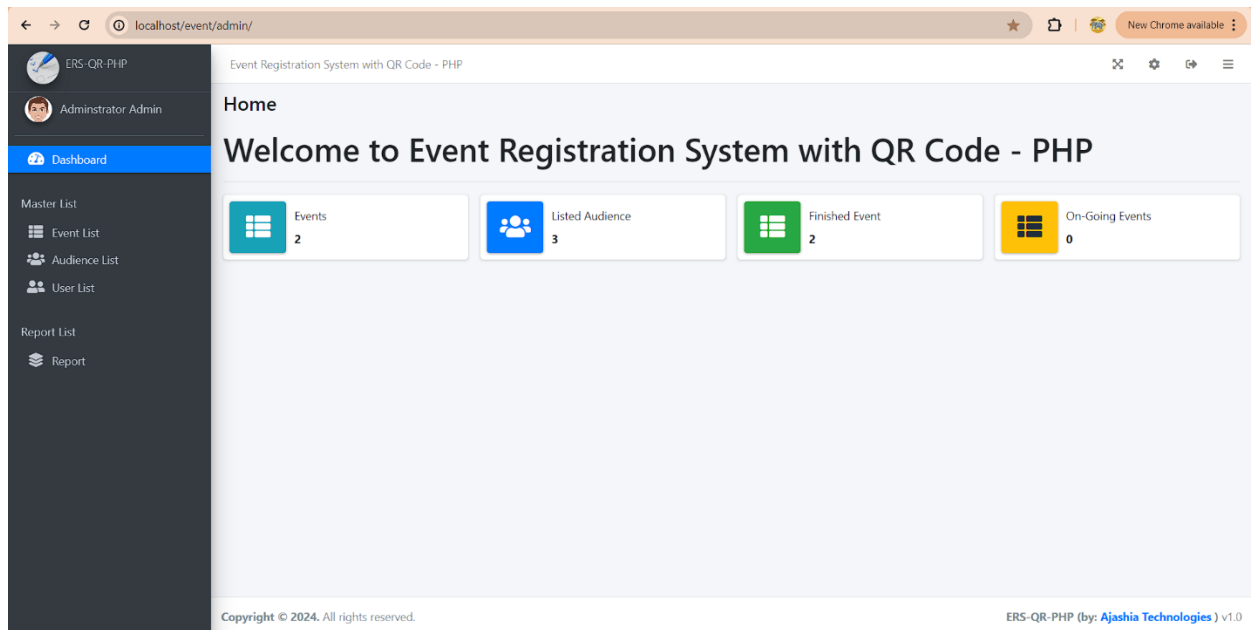 localhost/event/admin/
New Chrome available
ERS-QR-PHP
Event Registration System with QR Code - PHP
Adminstrator Admin
Dashboard
Master List
Event List
Audience List
User List
Report List
Report
Home
Welcome to Event Registration System with QR Code - PHP
Events
2
Listed Audience
3
Finished Event
2
On-Going Events
0
Copyright © 2024. All rights reserved.
ERS-QR-PHP (by: Ajashia Technologies ) v1.0